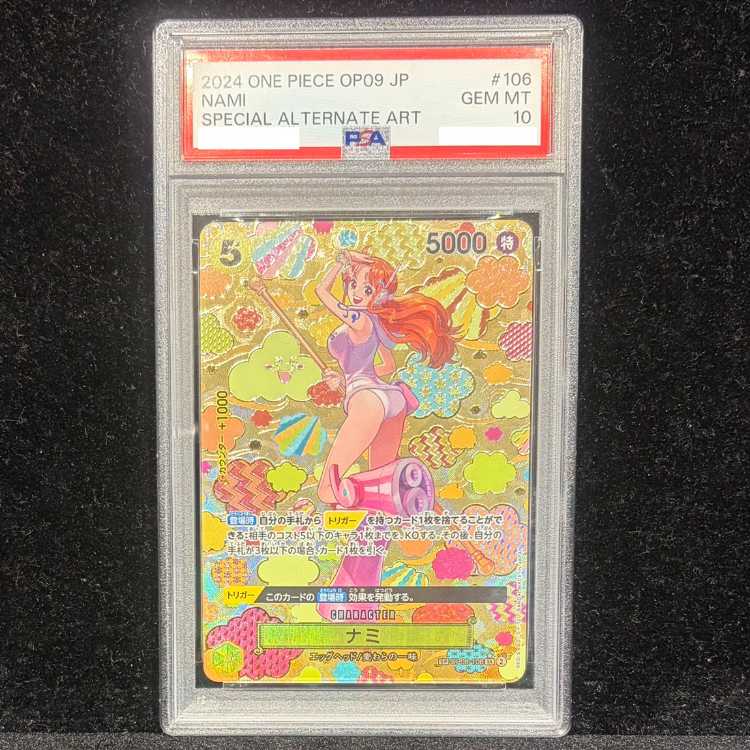 2024 ONE PIECE OP09 JP #106
NAMI GEM MT
SPECIAL ALTERNATE ART 10
PSA
5 5000 特
カウンター +1000
登場時 自分の手札から トリガー を持つカード1枚を捨てることがで
きる:相手のコスト5以下のキャラ1枚までを、KOする。その後、自分の
手札が3枚以下の場合、カード1枚を引く。
トリガー このカードの 登場時 効果を発動する。
CHARACTER
ナミ
エッグヘッド/麦わらの一味